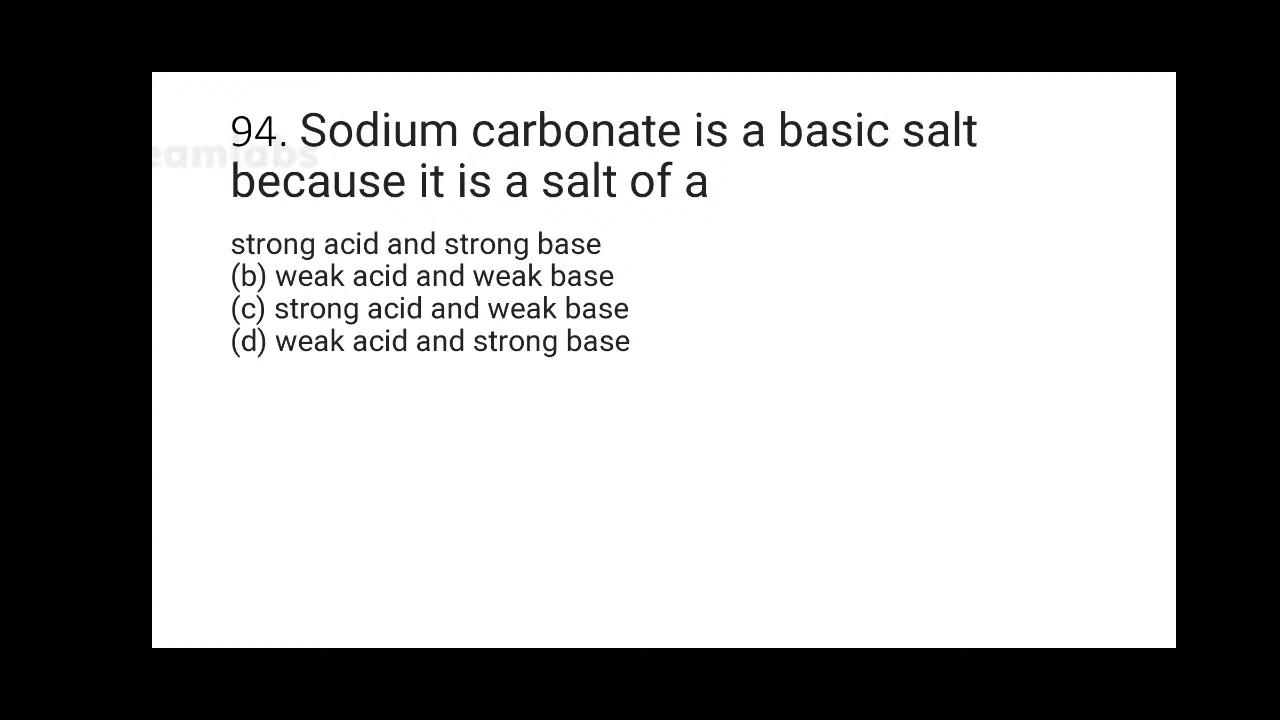 94. Sodium carbonate is a basic salt
because it is a salt of a
strong acid and strong base
(b) weak acid and weak base
(c) strong acid and weak base
(d) weak acid and strong base
eamlabs